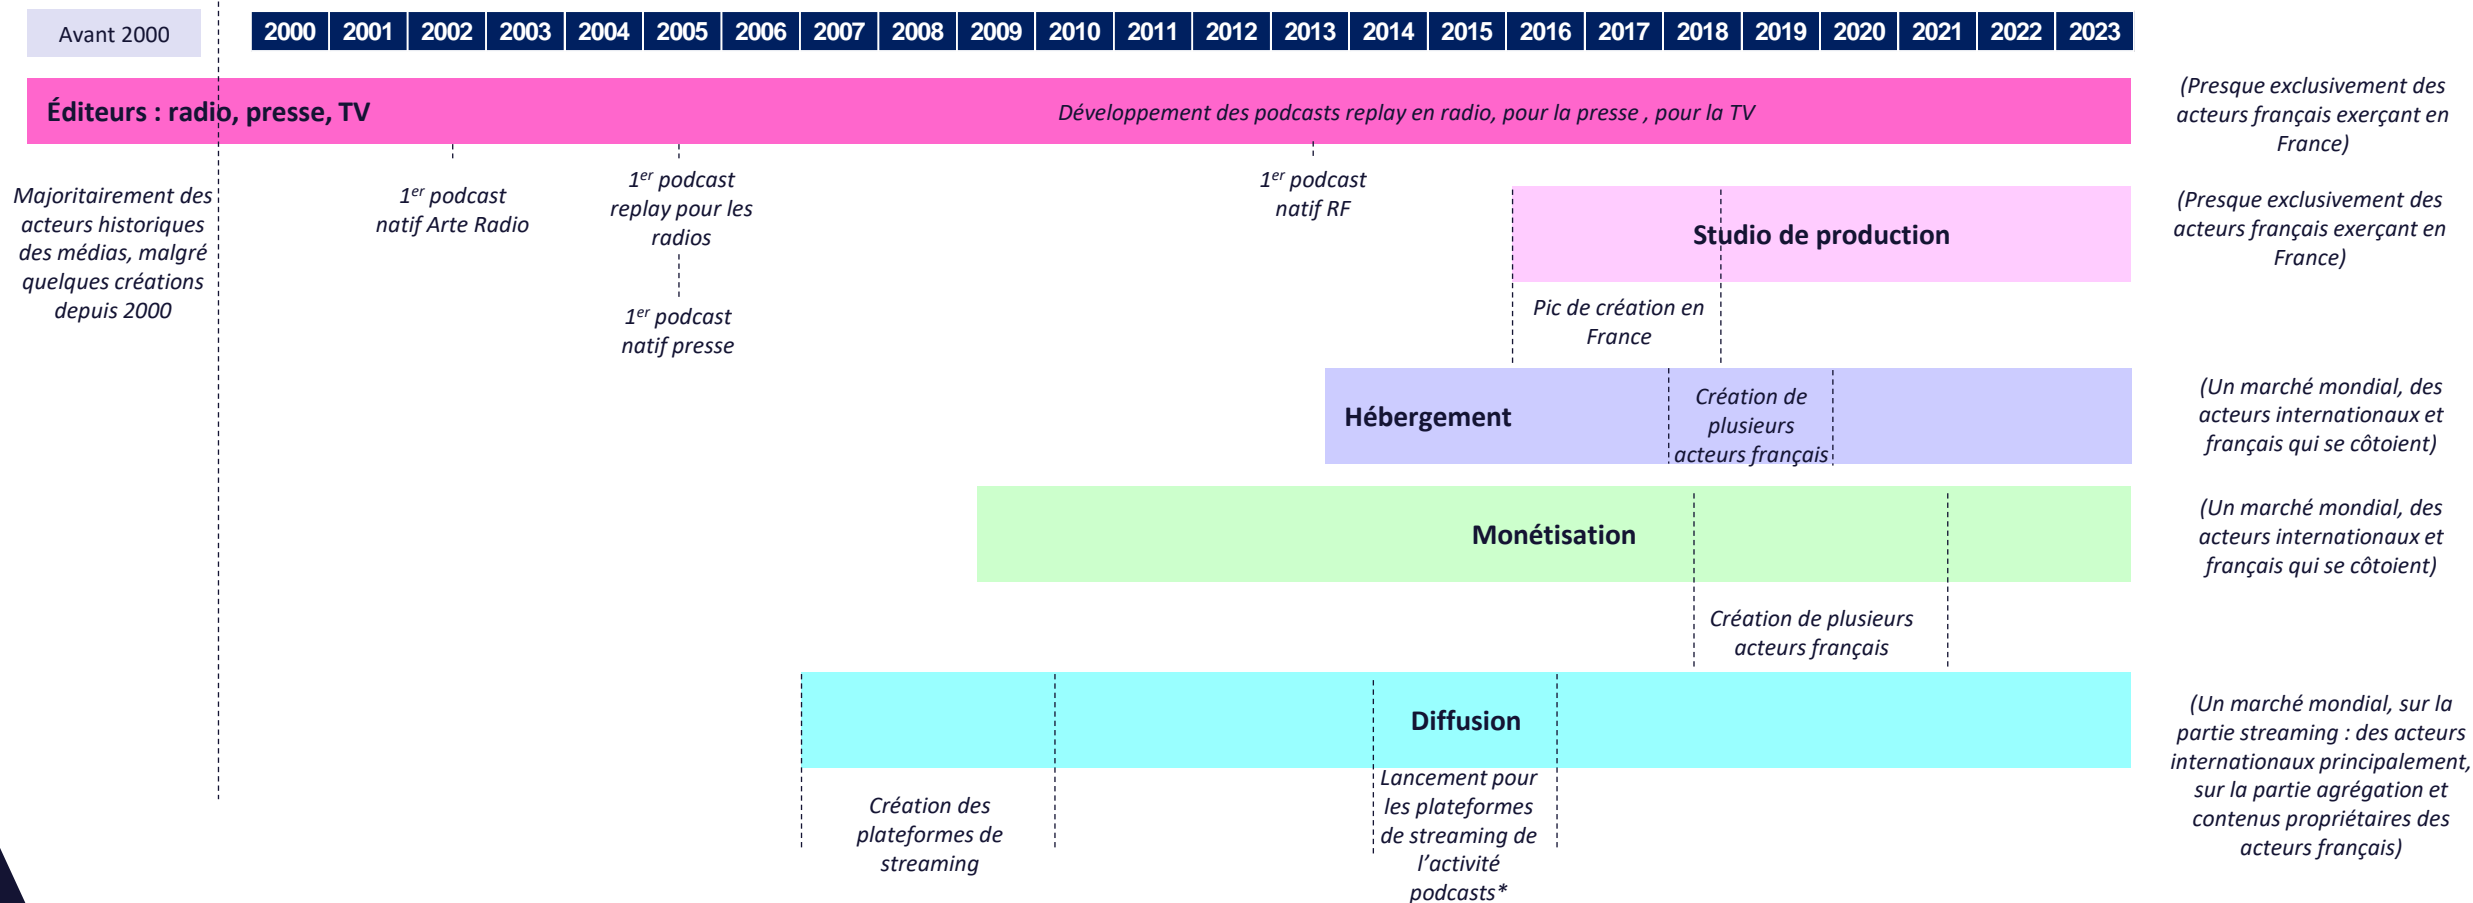 Avant 2000
2000 2001 2002 2003 2004 2005 2006 2007 2008 2009 2010 2011 2012 2013 2014 2015 2016 2017 2018 2019 2020 2021 2022 2023
Éditeurs : radio, presse, TV
Développement des podcasts replay en radio, pour la presse , pour la TV
(Presque exclusivement des
acteurs français exerçant en
France)
Majoritairement des
acteurs historiques
des médias, malgré
quelques créations
depuis 2000
1er podcast
natif Arte Radio
1er podcast
replay pour les
radios
1er podcast
natif presse
1er podcast
natif RF
Studio de production
(Presque exclusivement des
acteurs français exerçant en
France)
Pic de création en
France
Hébergement
Création de
plusieurs
acteurs français
(Un marché mondial, des
acteurs internationaux et
français qui se côtoient)
Monétisation
(Un marché mondial, des
acteurs internationaux et
français qui se côtoient)
Création de plusieurs
acteurs français
Diffusion
(Un marché mondial, sur la
partie streaming : des acteurs
internationaux principalement,
sur la partie agrégation et
contenus propriétaires des
acteurs français)
Création des
plateformes de
streaming
Lancement pour
les plateformes
de streaming de
l’activité
podcasts*